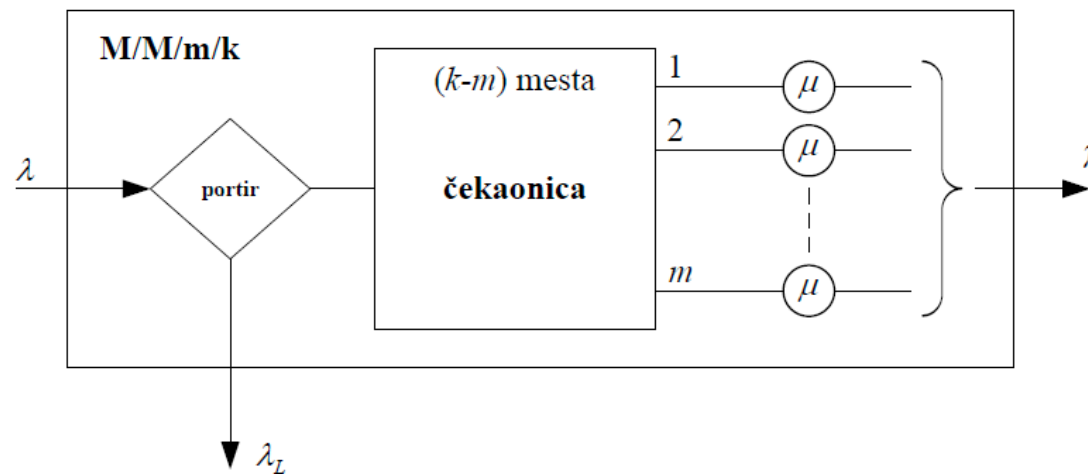 M/M/m/k
(k-m) mesta
1
μ
2
μ
λ
portir
čekaonica
m
μ
λ_L